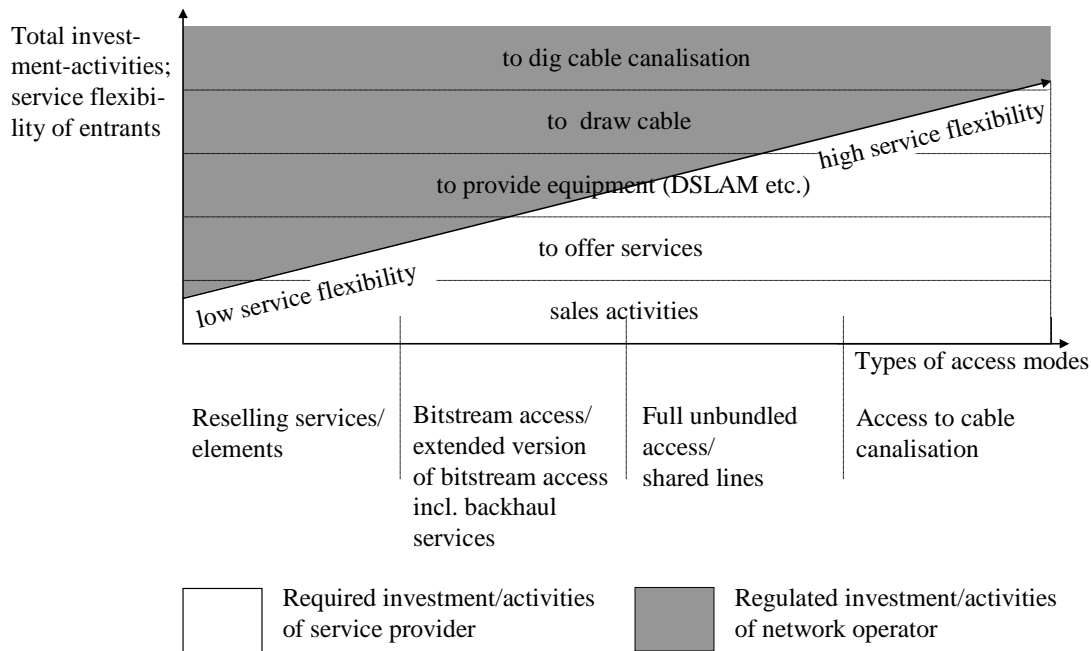 Total invest-
ment-activities;
service flexibi-
lity of entrants
to dig cable canalisation
to draw cable
high service flexibility
to provide equipment (DSLAM etc.)
to offer services
low service flexibility
sales activities
Types of access modes
Reselling services/
elements
Bitstream access/
extended version
of bitstream access
incl. backhaul
services
Full unbundled
access/
shared lines
Access to cable
canalisation
Required investment/activities
of service provider
Regulated investment/activities
of network operator